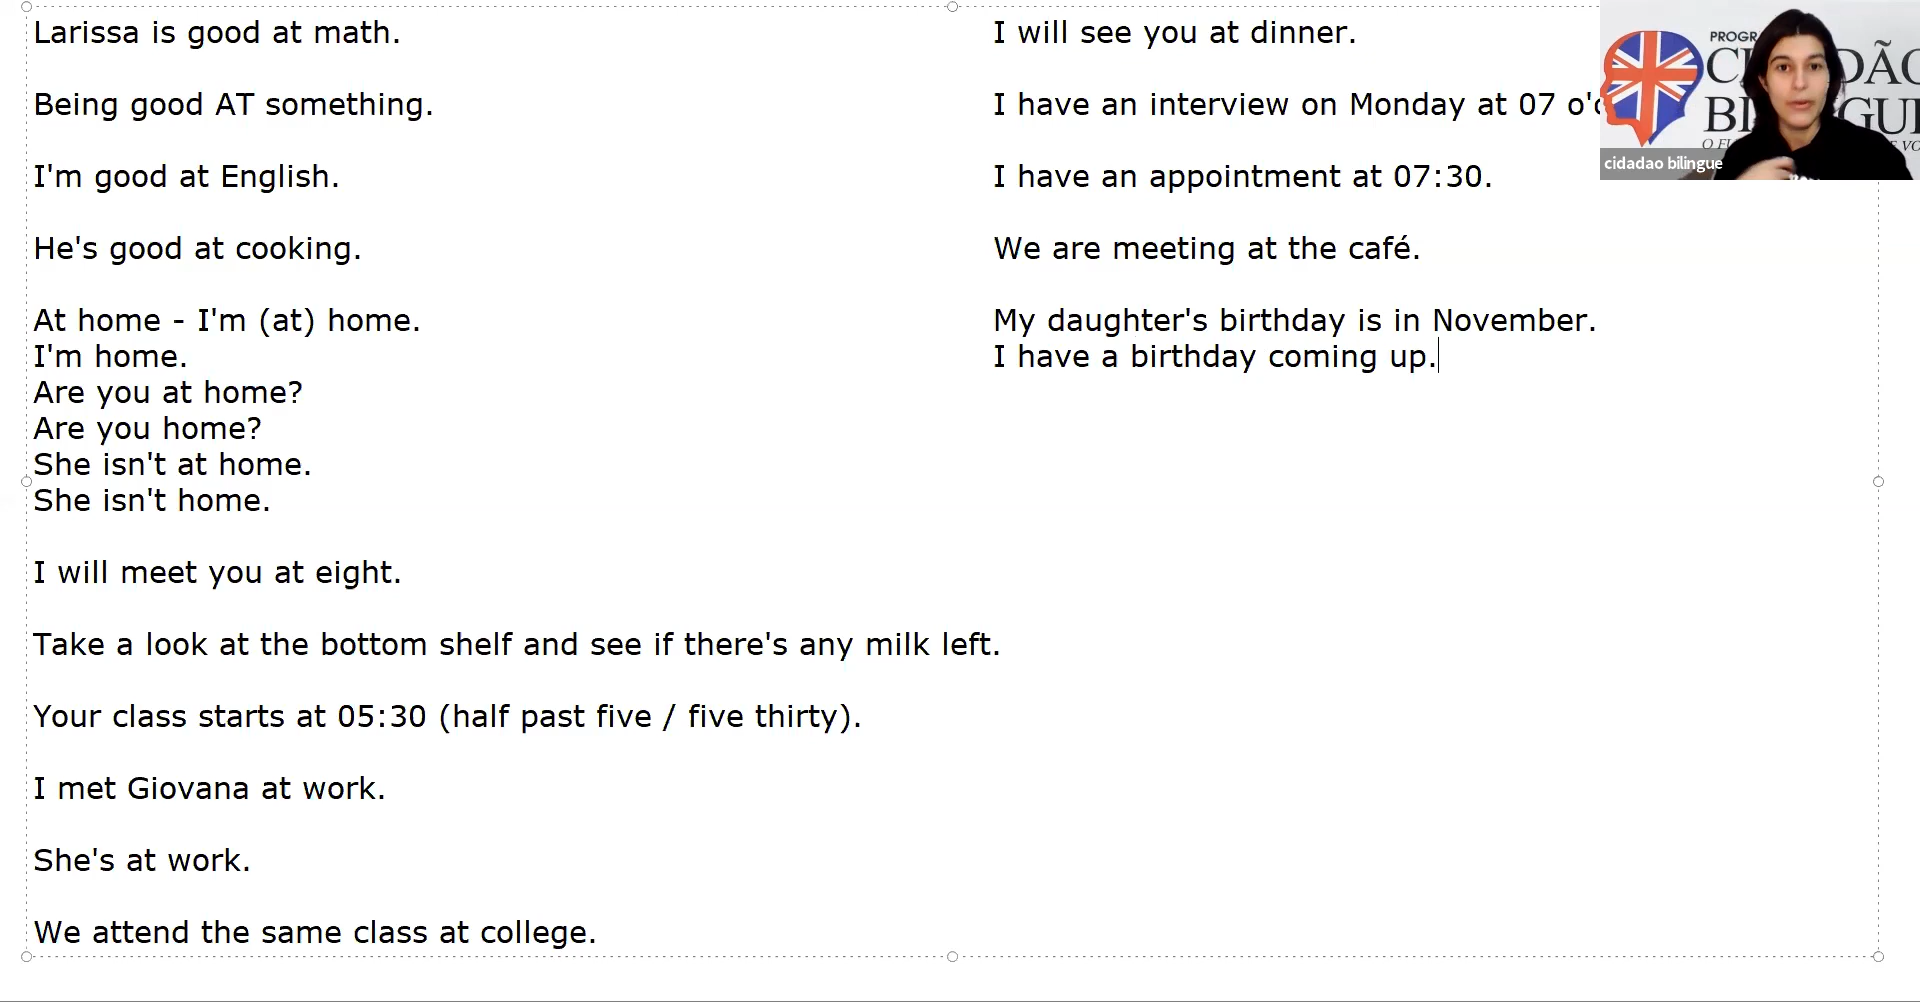 Larissa is good at math.
Being good AT something.
I'm good at English.
He's good at cooking.
At home - I'm (at) home.
I'm home.
Are you at home?
Are you home?
She isn't at home.
She isn't home.
I will meet you at eight.
Take a look at the bottom shelf and see if there's any milk left.
Your class starts at 05:30 (half past five / five thirty).
I met Giovana at work.
She's at work.
We attend the same class at college.
I will see you at dinner.
I have an interview on Monday at 07
I have an appointment at 07:30.
We are meeting at the café.
My daughter's birthday is in November.
I have a birthday coming up.
cidadao bilingue